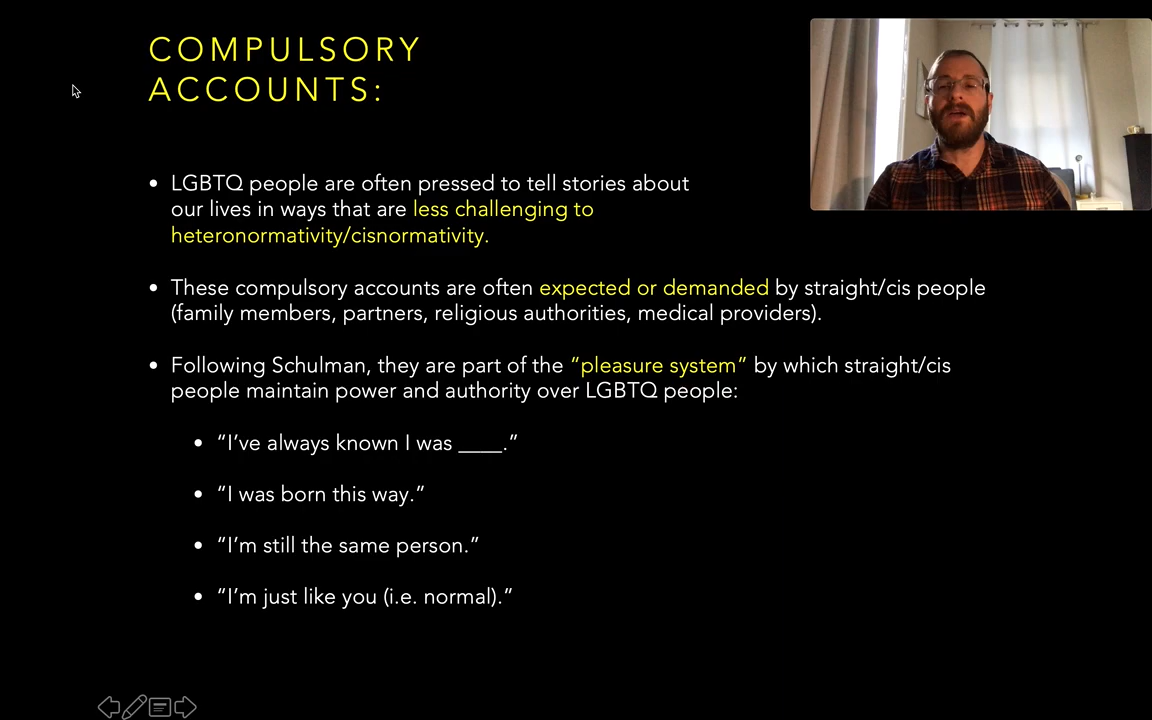 COMPULSORY
ACCOUNTS:
• LGBTQ people are often pressed to tell stories about
our lives in ways that are less challenging to
heteronormativity/cisnormativity.
• These compulsory accounts are often expected or demanded by straight/cis people
(family members, partners, religious authorities, medical providers).
• Following Schulman, they are part of the “pleasure system” by which straight/cis
people maintain power and authority over LGBTQ people:
• “I’ve always known I was ____.”
• “I was born this way.”
• “I’m still the same person.”
• “I’m just like you (i.e. normal).”